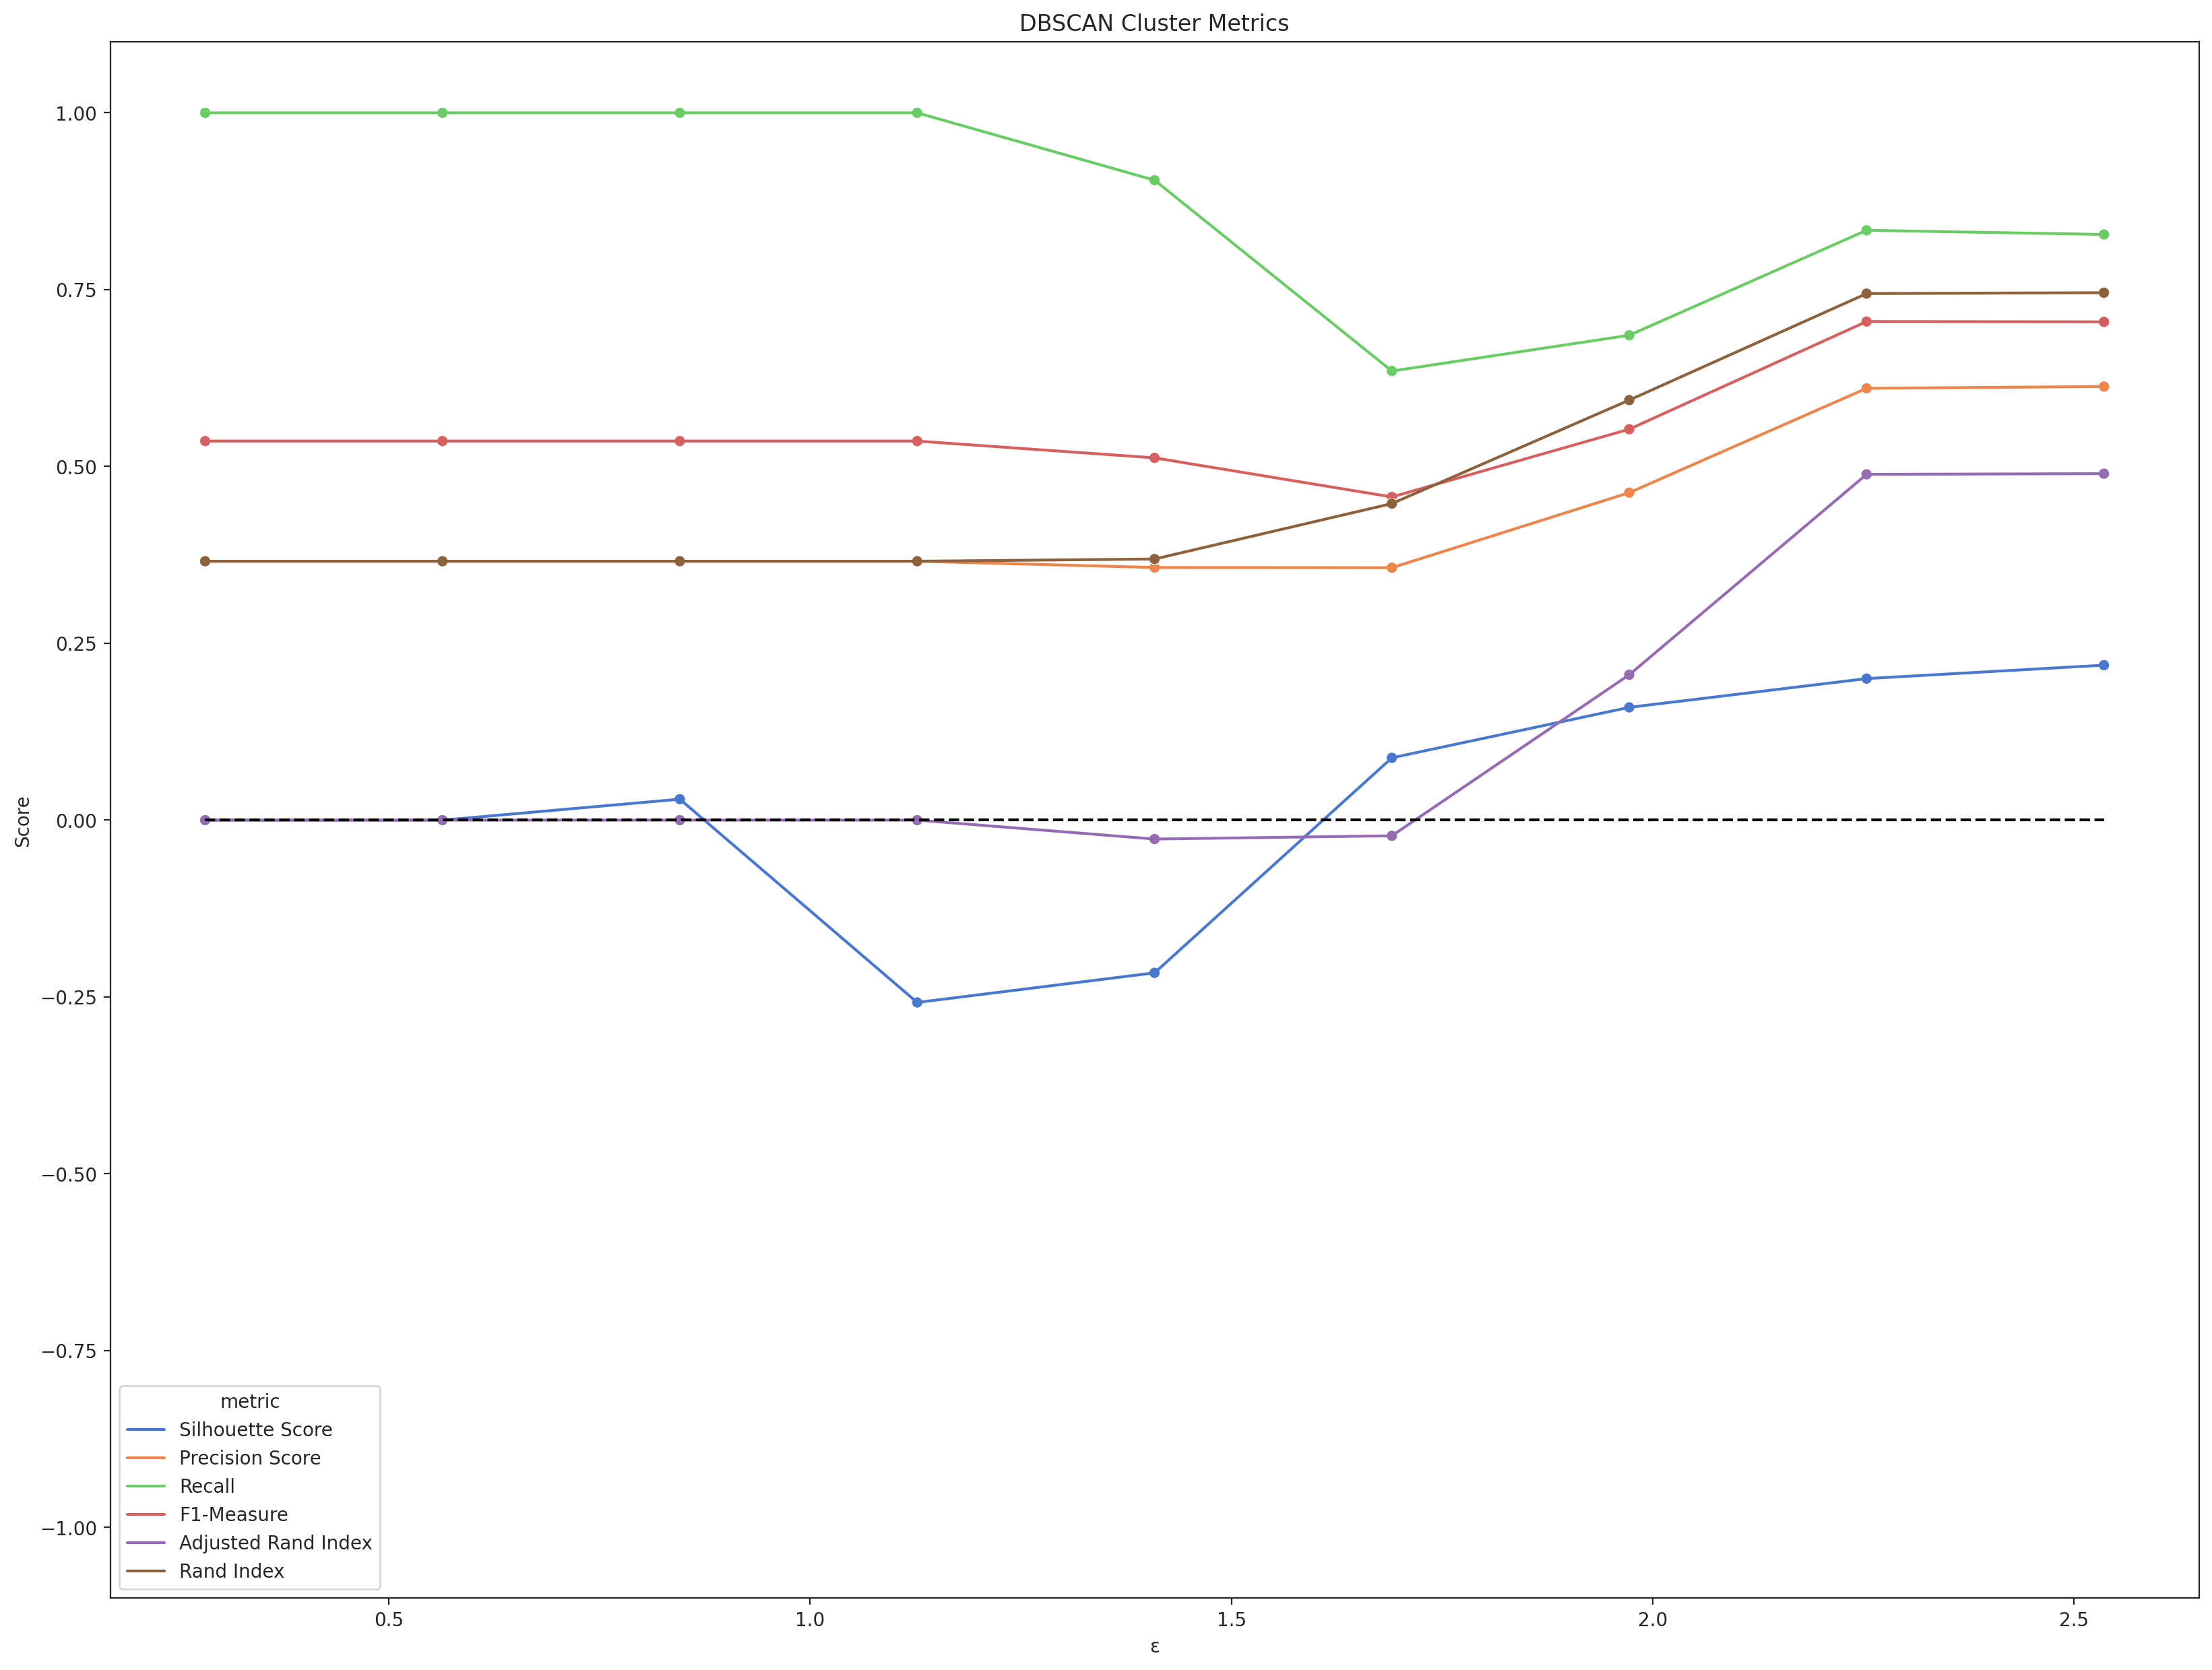 DBSCAN Cluster Metrics
1.00
0.75
0.50
0.25
0.00
−0.25
−0.50
−0.75
−1.00
Score
metric
Silhouette Score
Precision Score
Recall
F1-Measure
Adjusted Rand Index
Rand Index
0.5 1.0 1.5 2.0 2.5
ε